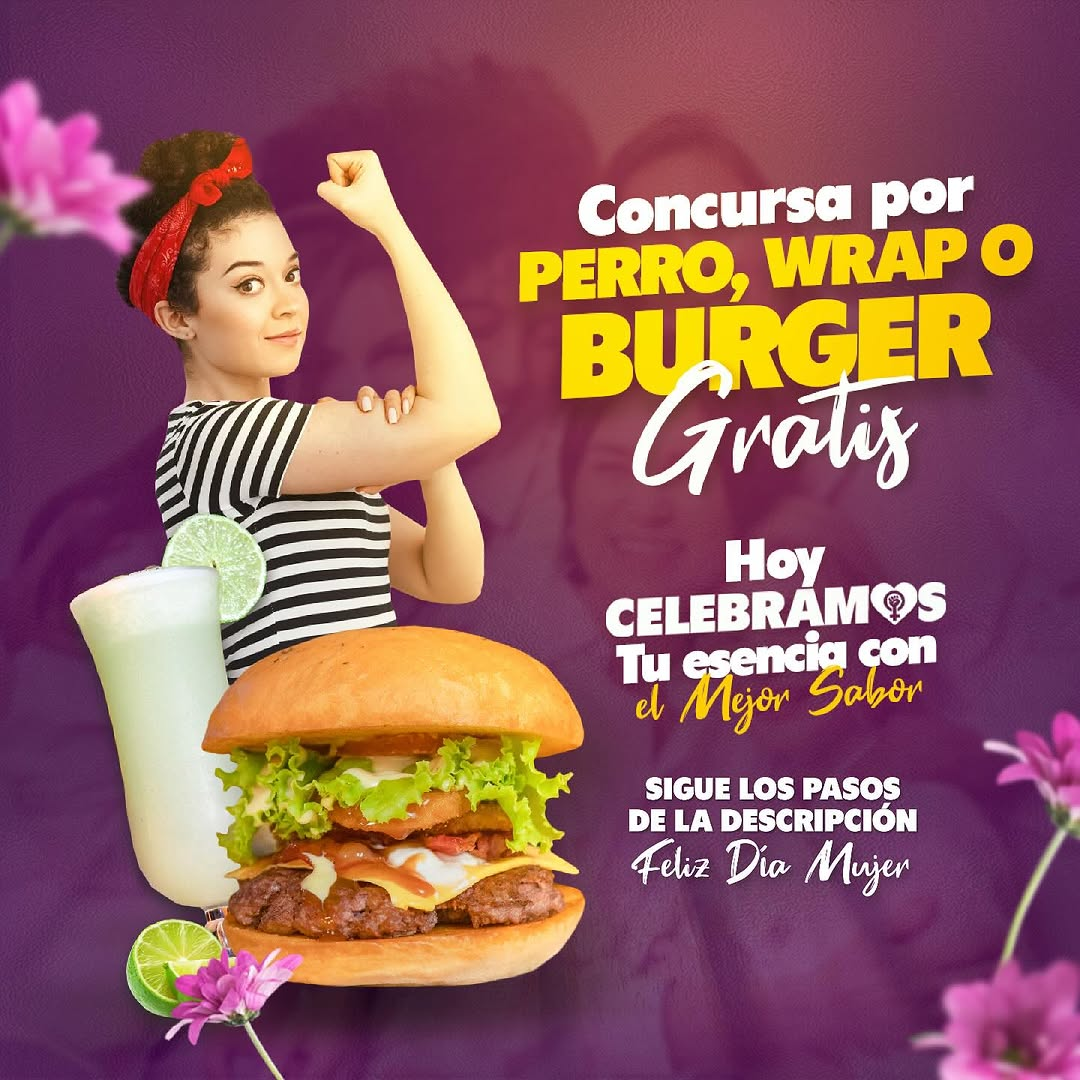 Concursa por
PERRO, WRAP O
BURGER
Gratis
Hoy
CELEBRAMOS
Tu esencia con
el Mejor Sabor
SIGUE LOS PASOS
DE LA DESCRIPCIÓN
Feliz Día Mujer